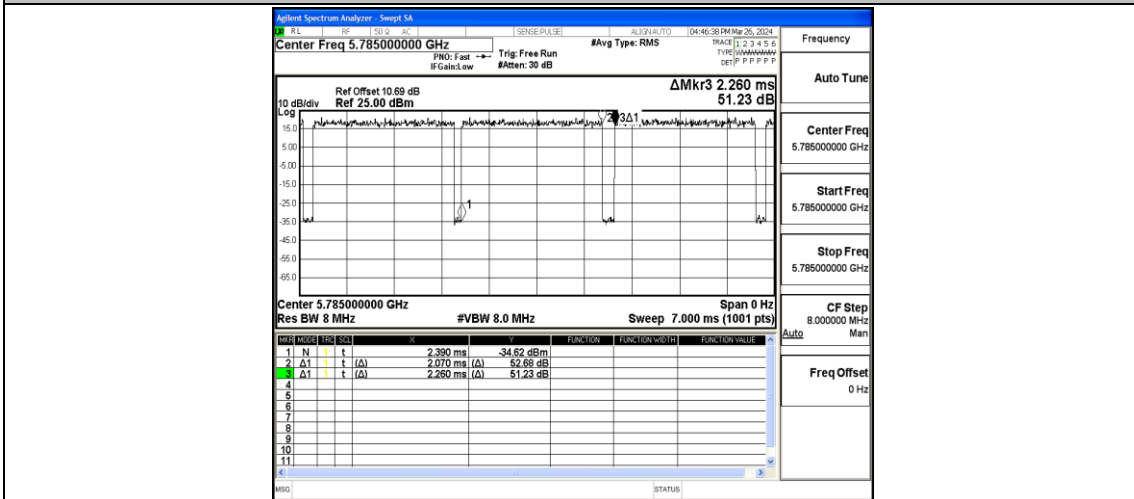 Agilent Spectrum Analyzer - Swept SA
RL RF 50 Ω AC SENSE:PULSE ALIGN AUTO 04:46:38 PM Mar 26, 2024
Center Freq 5.785000000 GHz #Avg Type: RMS TRACE 1 2 3 4 5 6
PNO: Fast Trig: Free Run TYPE WWWWWW
IFGain:Low #Atten: 30 dB DET P P P P P P
Frequency
Auto Tune
ΔMkr3 2.260 ms
51.23 dB
Ref Offset 10.69 dB
10 dB/div Ref 25.00 dBm
Log
15.0
5.00
-5.00
-15.0
-25.0
-35.0
-45.0
-55.0
-65.0
2 3Δ1
1
Center 5.785000000 GHz Span 0 Hz
Res BW 8 MHz #VBW 8.0 MHz Sweep 7.000 ms (1001 pts)
MKR MODE TRC SCL X Y FUNCTION FUNCTION WIDTH FUNCTION VALUE
1 N 1 t 2.390 ms -34.62 dBm
2 Δ1 1 t (Δ) 2.070 ms (Δ) 52.68 dB
3 Δ1 1 t (Δ) 2.260 ms (Δ) 51.23 dB
4
5
6
7
8
9
10
11
MSG STATUS
Center Freq
5.785000000 GHz
Start Freq
5.785000000 GHz
Stop Freq
5.785000000 GHz
CF Step
8.000000 MHz
Auto Man
Freq Offset
0 Hz